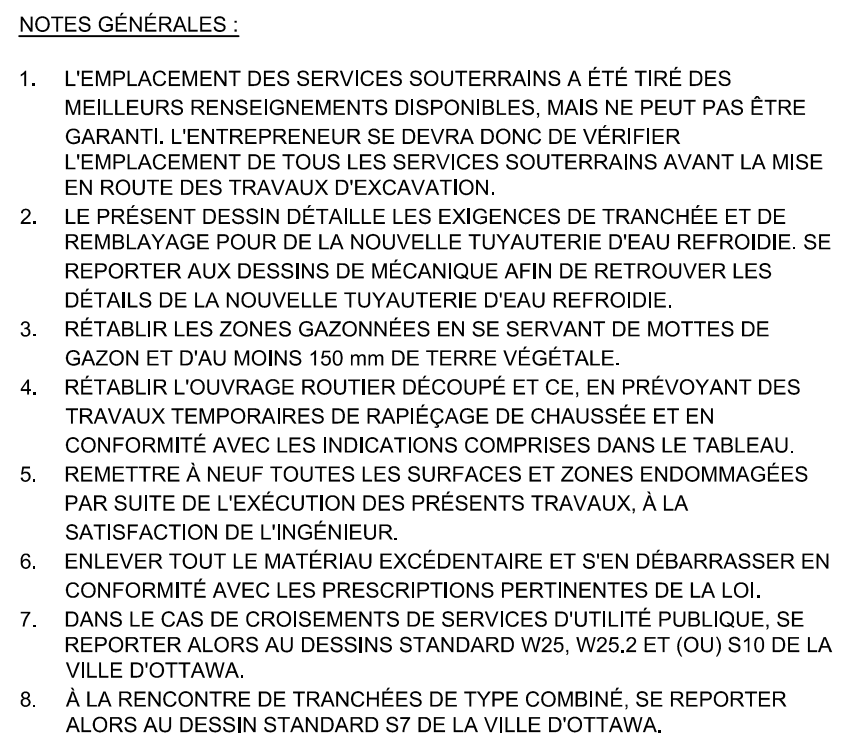 NOTES GÉNÉRALES :
1. L'EMPLACEMENT DES SERVICES SOUTERRAINS A ÉTÉ TIRÉ DES
MEILLEURS RENSEIGNEMENTS DISPONIBLES, MAIS NE PEUT PAS ÊTRE
GARANTI. L'ENTREPRENEUR SE DEVRA DONC DE VÉRIFIER
L'EMPLACEMENT DE TOUS LES SERVICES SOUTERRAINS AVANT LA MISE
EN ROUTE DES TRAVAUX D'EXCAVATION.
2. LE PRÉSENT DESSIN DÉTAILLE LES EXIGENCES DE TRANCHÉE ET DE
REMBLAYAGE POUR DE LA NOUVELLE TUYAUTERIE D'EAU REFROIDIE. SE
REPORTER AUX DESSINS DE MÉCANIQUE AFIN DE RETROUVER LES
DÉTAILS DE LA NOUVELLE TUYAUTERIE D'EAU REFROIDIE.
3. RÉTABLIR LES ZONES GAZONNÉES EN SE SERVANT DE MOTTES DE
GAZON ET D'AU MOINS 150 mm DE TERRE VÉGÉTALE.
4. RÉTABLIR L'OUVRAGE ROUTIER DÉCOUPÉ ET CE, EN PRÉVOYANT DES
TRAVAUX TEMPORAIRES DE RAPIÉÇAGE DE CHAUSSÉE ET EN
CONFORMITÉ AVEC LES INDICATIONS COMPRISES DANS LE TABLEAU.
5. REMETTRE À NEUF TOUTES LES SURFACES ET ZONES ENDOMMAGÉES
PAR SUITE DE L'EXÉCUTION DES PRÉSENTS TRAVAUX, À LA
SATISFACTION DE L'INGÉNIEUR.
6. ENLEVER TOUT LE MATÉRIAU EXCÉDENTAIRE ET S'EN DÉBARRASSER EN
CONFORMITÉ AVEC LES PRESCRIPTIONS PERTINENTES DE LA LOI.
7. DANS LE CAS DE CROISEMENTS DE SERVICES D'UTILITÉ PUBLIQUE, SE
REPORTER ALORS AU DESSINS STANDARD W25, W25.2 ET (OU) S10 DE LA
VILLE D'OTTAWA.
8. À LA RENCONTRE DE TRANCHÉES DE TYPE COMBINÉ, SE REPORTER
ALORS AU DESSIN STANDARD S7 DE LA VILLE D'OTTAWA.